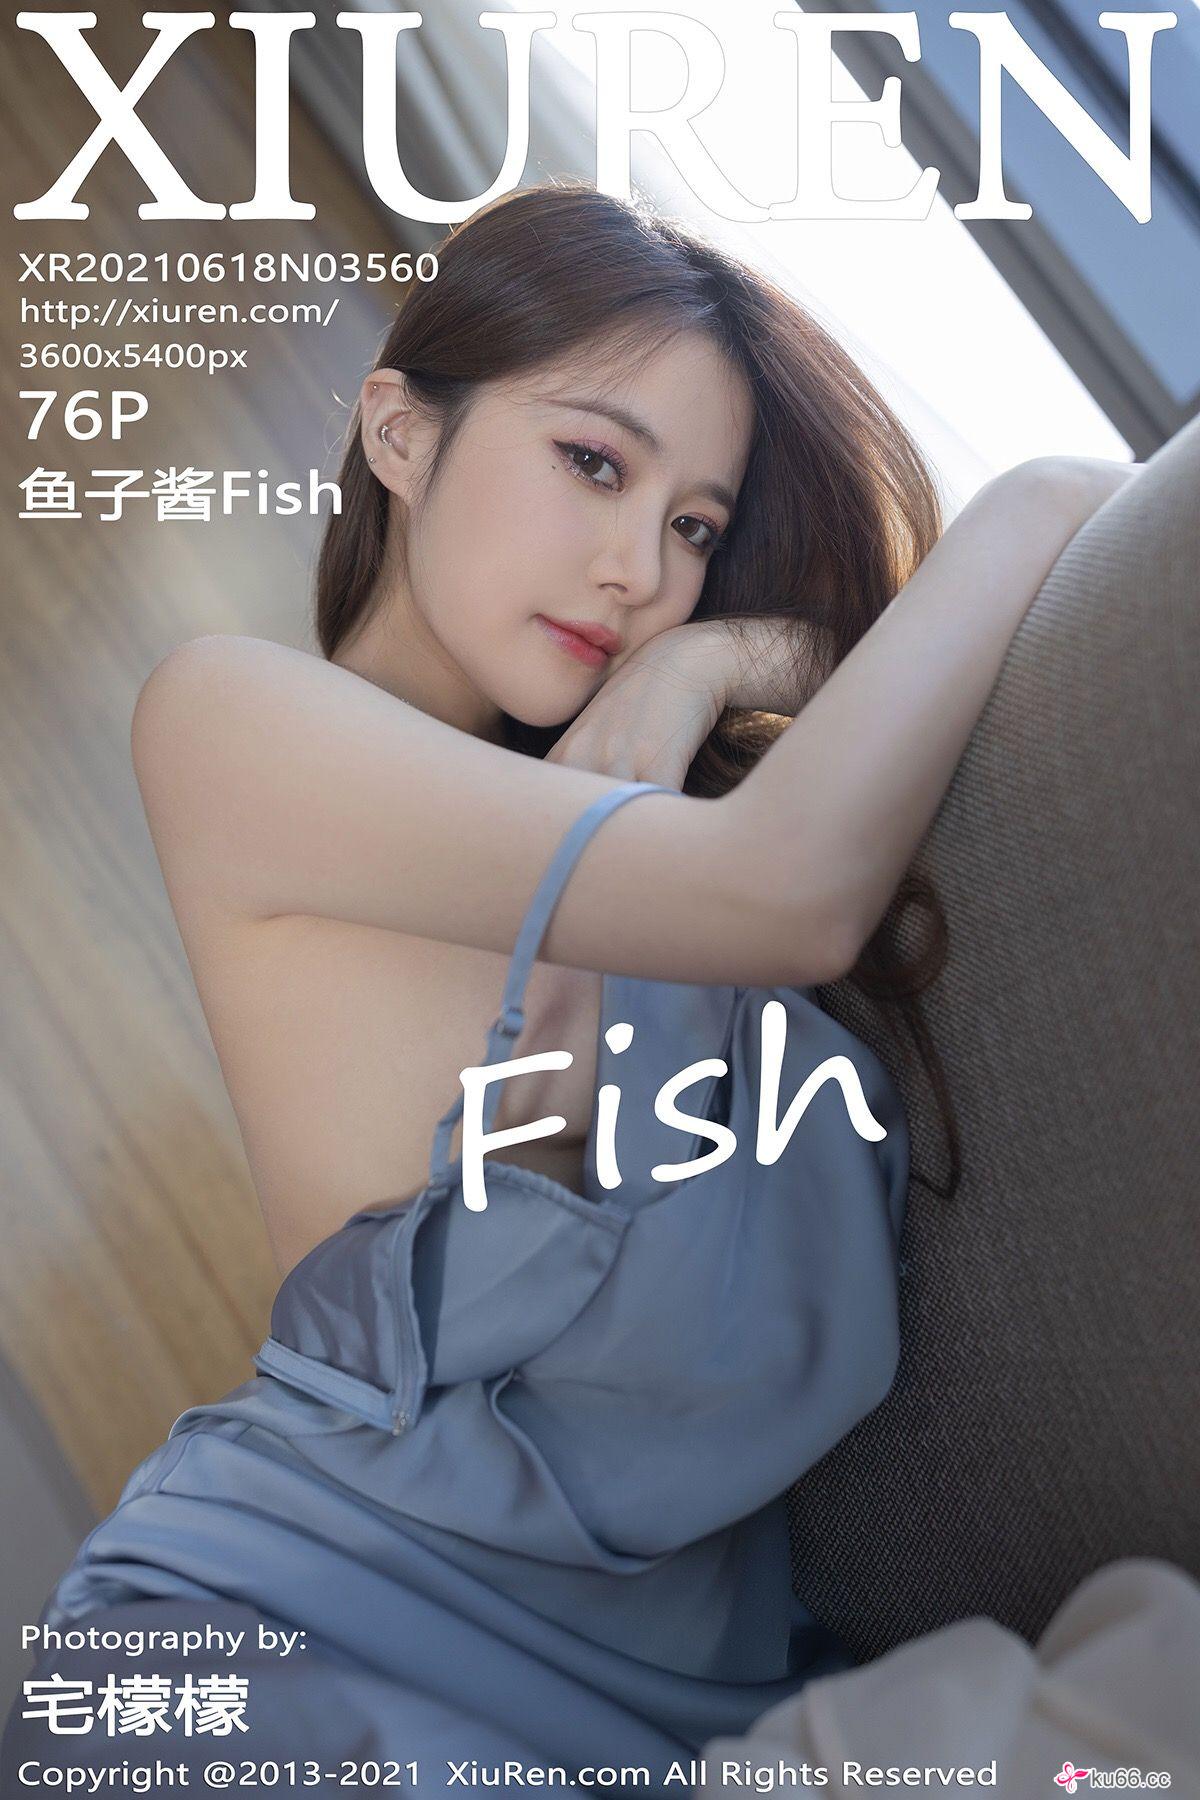 XIUREN
XR20210618N03560
http://xiuren.com/
3600x5400px
76P
鱼子酱Fish
Fish
Photography by:
宅檬檬
Copyright @2013-2021 XiuRen.com All Rights Reserved
ku66.cc